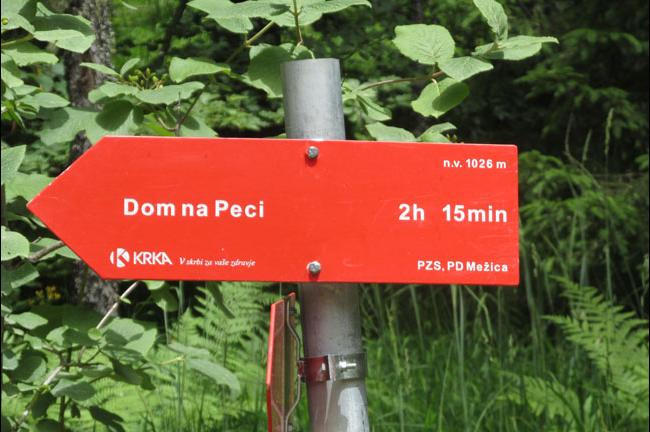 n.v. 1026 m
Dom na Peci 2h 15min
KRKA V skrbi za vaše zdravje
PZS, PD Mežica